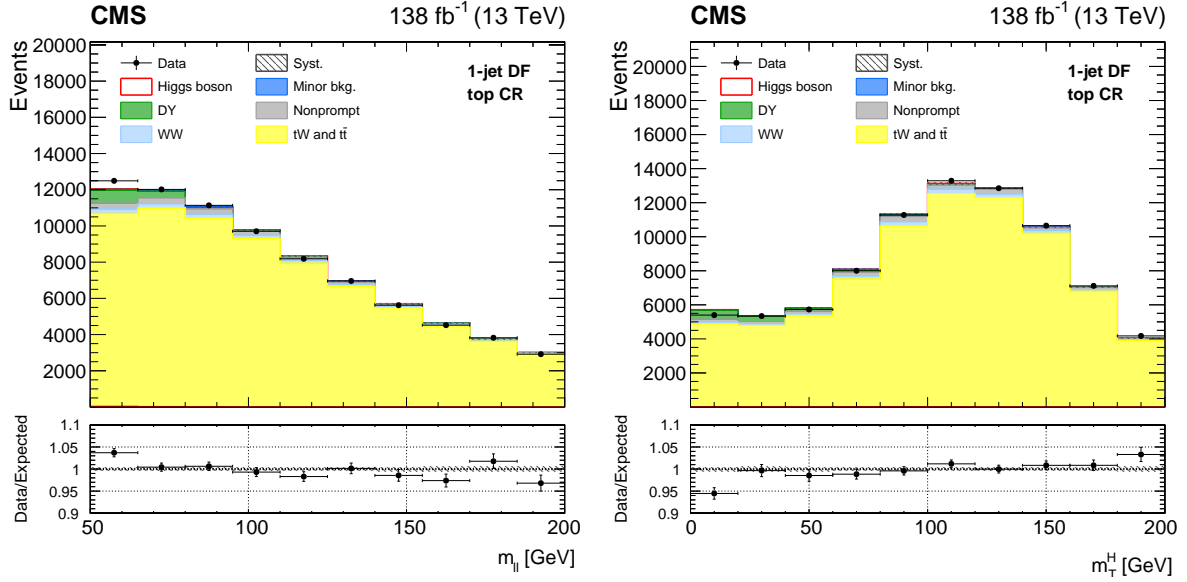 CMS 138 fb⁻¹ (13 TeV)
Events
20000
18000
16000
14000
12000
10000
8000
6000
4000
2000
Data Syst.
Higgs boson Minor bkg.
DY Nonprompt
WW tW and tt̄
1-jet DF
top CR
Data/Expected
1.1
1.05
1
0.95
0.9
50 100 150 200
m_ll [GeV]
CMS 138 fb⁻¹ (13 TeV)
Events
20000
18000
16000
14000
12000
10000
8000
6000
4000
2000
Data Syst.
Higgs boson Minor bkg.
DY Nonprompt
WW tW and tt̄
1-jet DF
top CR
Data/Expected
1.1
1.05
1
0.95
0.9
0 50 100 150 200
m_T^H [GeV]